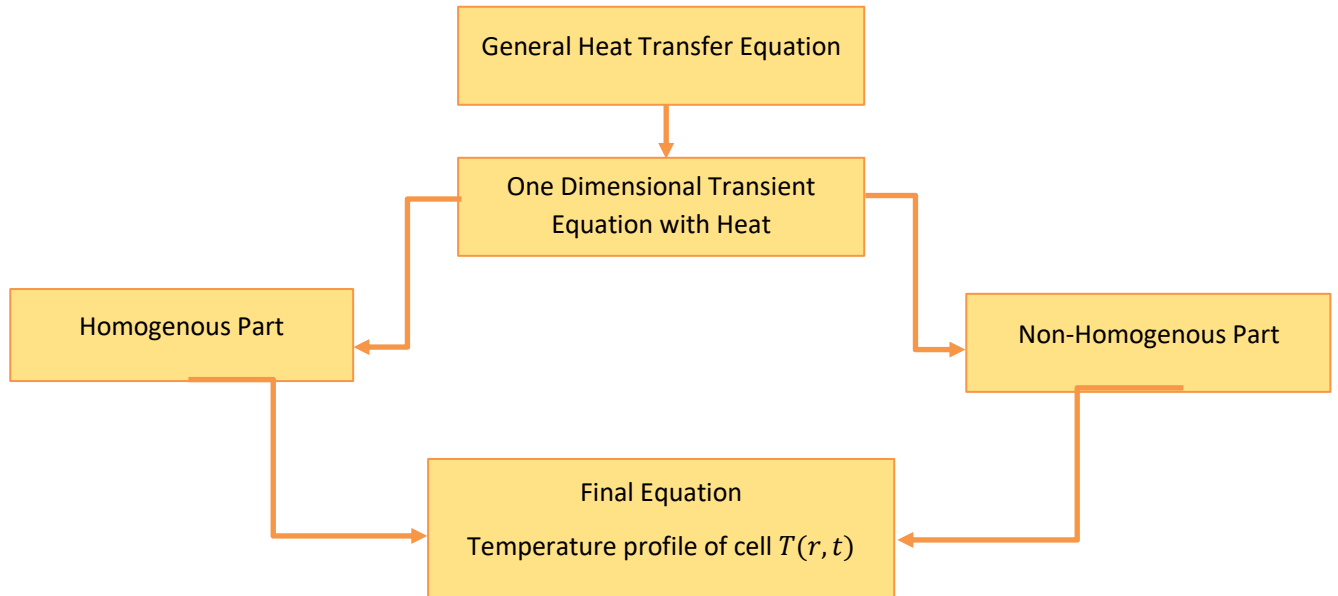 General Heat Transfer Equation
One Dimensional Transient
Equation with Heat
Homogenous Part
Non-Homogenous Part
Final Equation
Temperature profile of cell T(r, t)